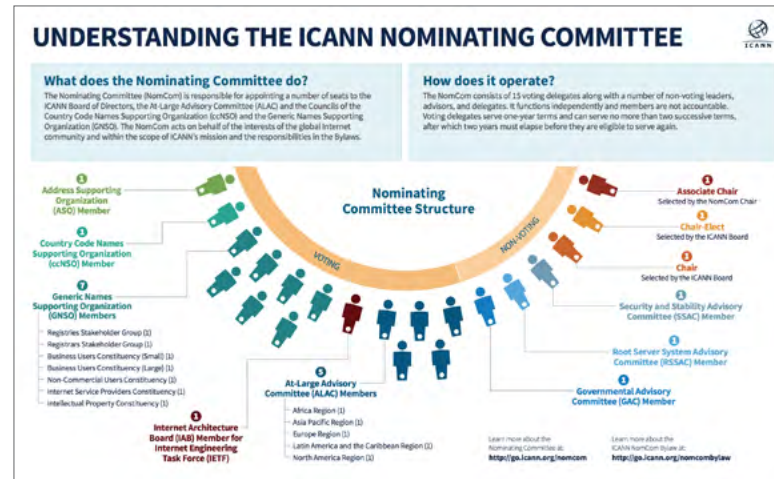 UNDERSTANDING THE ICANN NOMINATING COMMITTEE
ICANN
What does the Nominating Committee do?
The Nominating Committee (NomCom) is responsible for appointing a number of seats to the
ICANN Board of Directors, the At-Large Advisory Committee (ALAC) and the Councils of the
Country Code Names Supporting Organization (ccNSO) and the Generic Names Supporting
Organization (GNSO). The NomCom acts on behalf of the interests of the global Internet
community and within the scope of ICANN's mission and the responsibilities in the Bylaws.
How does it operate?
The NomCom consists of 15 voting delegates along with a number of non-voting leaders,
advisors, and delegates. It functions independently and members are not accountable.
Voting delegates serve one-year terms and can serve no more than two successive terms,
after which two years must elapse before they are eligible to serve again.
Nominating
Committee Structure
VOTING
NON-VOTING
1
Address Supporting
Organization
(ASO) Member
1
Country Code Names
Supporting Organization
(ccNSO) Member
7
Generic Names
Supporting Organization
(GNSO) Members
- Registries Stakeholder Group (1)
- Registrars Stakeholder Group (1)
- Business Users Constituency (Small) (1)
- Business Users Constituency (Large) (1)
- Non-Commercial Users Constituency (1)
- Internet Service Providers Constituency (1)
- Intellectual Property Constituency (1)
1
Internet Architecture
Board (IAB) Member for
Internet Engineering
Task Force (IETF)
5
At-Large Advisory
Committee (ALAC) Members
- Africa Region (1)
- Asia Pacific Region (1)
- Europe Region (1)
- Latin America and the Caribbean Region (1)
- North America Region (1)
1
Associate Chair
Selected by the NomCom Chair
1
Chair-Elect
Selected by the ICANN Board
1
Chair
Selected by the ICANN Board
1
Security and Stability Advisory
Committee (SSAC) Member
1
Root Server System Advisory
Committee (RSSAC) Member
1
Governmental Advisory
Committee (GAC) Member
Learn more about the
Nominating Committee at:
http://go.icann.org/nomcom
Learn more about the
ICANN NomCom Bylaw at:
http://go.icann.org/nomcombylaw